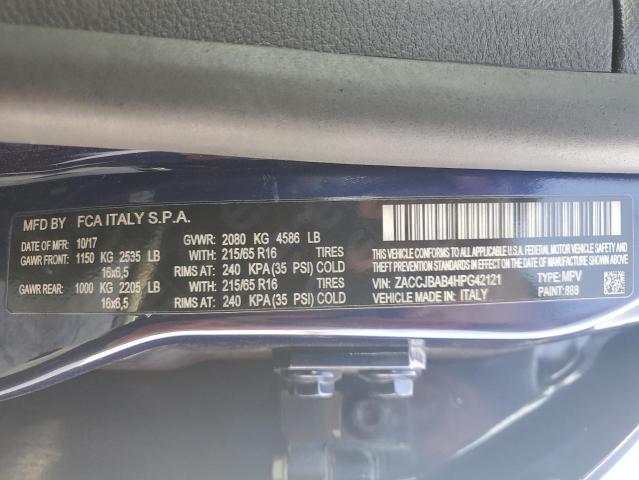 MFD BY FCA ITALY S.P.A.
DATE OF MFR: 10/17 GVWR: 2080 KG 4586 LB
GAWR FRONT: 1150 KG 2535 LB WITH: 215/65 R16 TIRES
16x6,5 RIMS AT: 240 KPA (35 PSI) COLD
GAWR REAR: 1000 KG 2205 LB WITH: 215/65 R16 TIRES
16x6,5 RIMS AT: 240 KPA (35 PSI) COLD
THIS VEHICLE CONFORMS TO ALL APPLICABLE U.S.A. FEDERAL MOTOR VEHICLE SAFETY
AND THEFT PREVENTION STANDARDS IN EFFECT ON THE DATE OF MANUFACTURE SHOWN ABOVE.
VIN: ZACCJBAB4HPG42121 TYPE: MPV
VEHICLE MADE IN: ITALY PAINT: 888